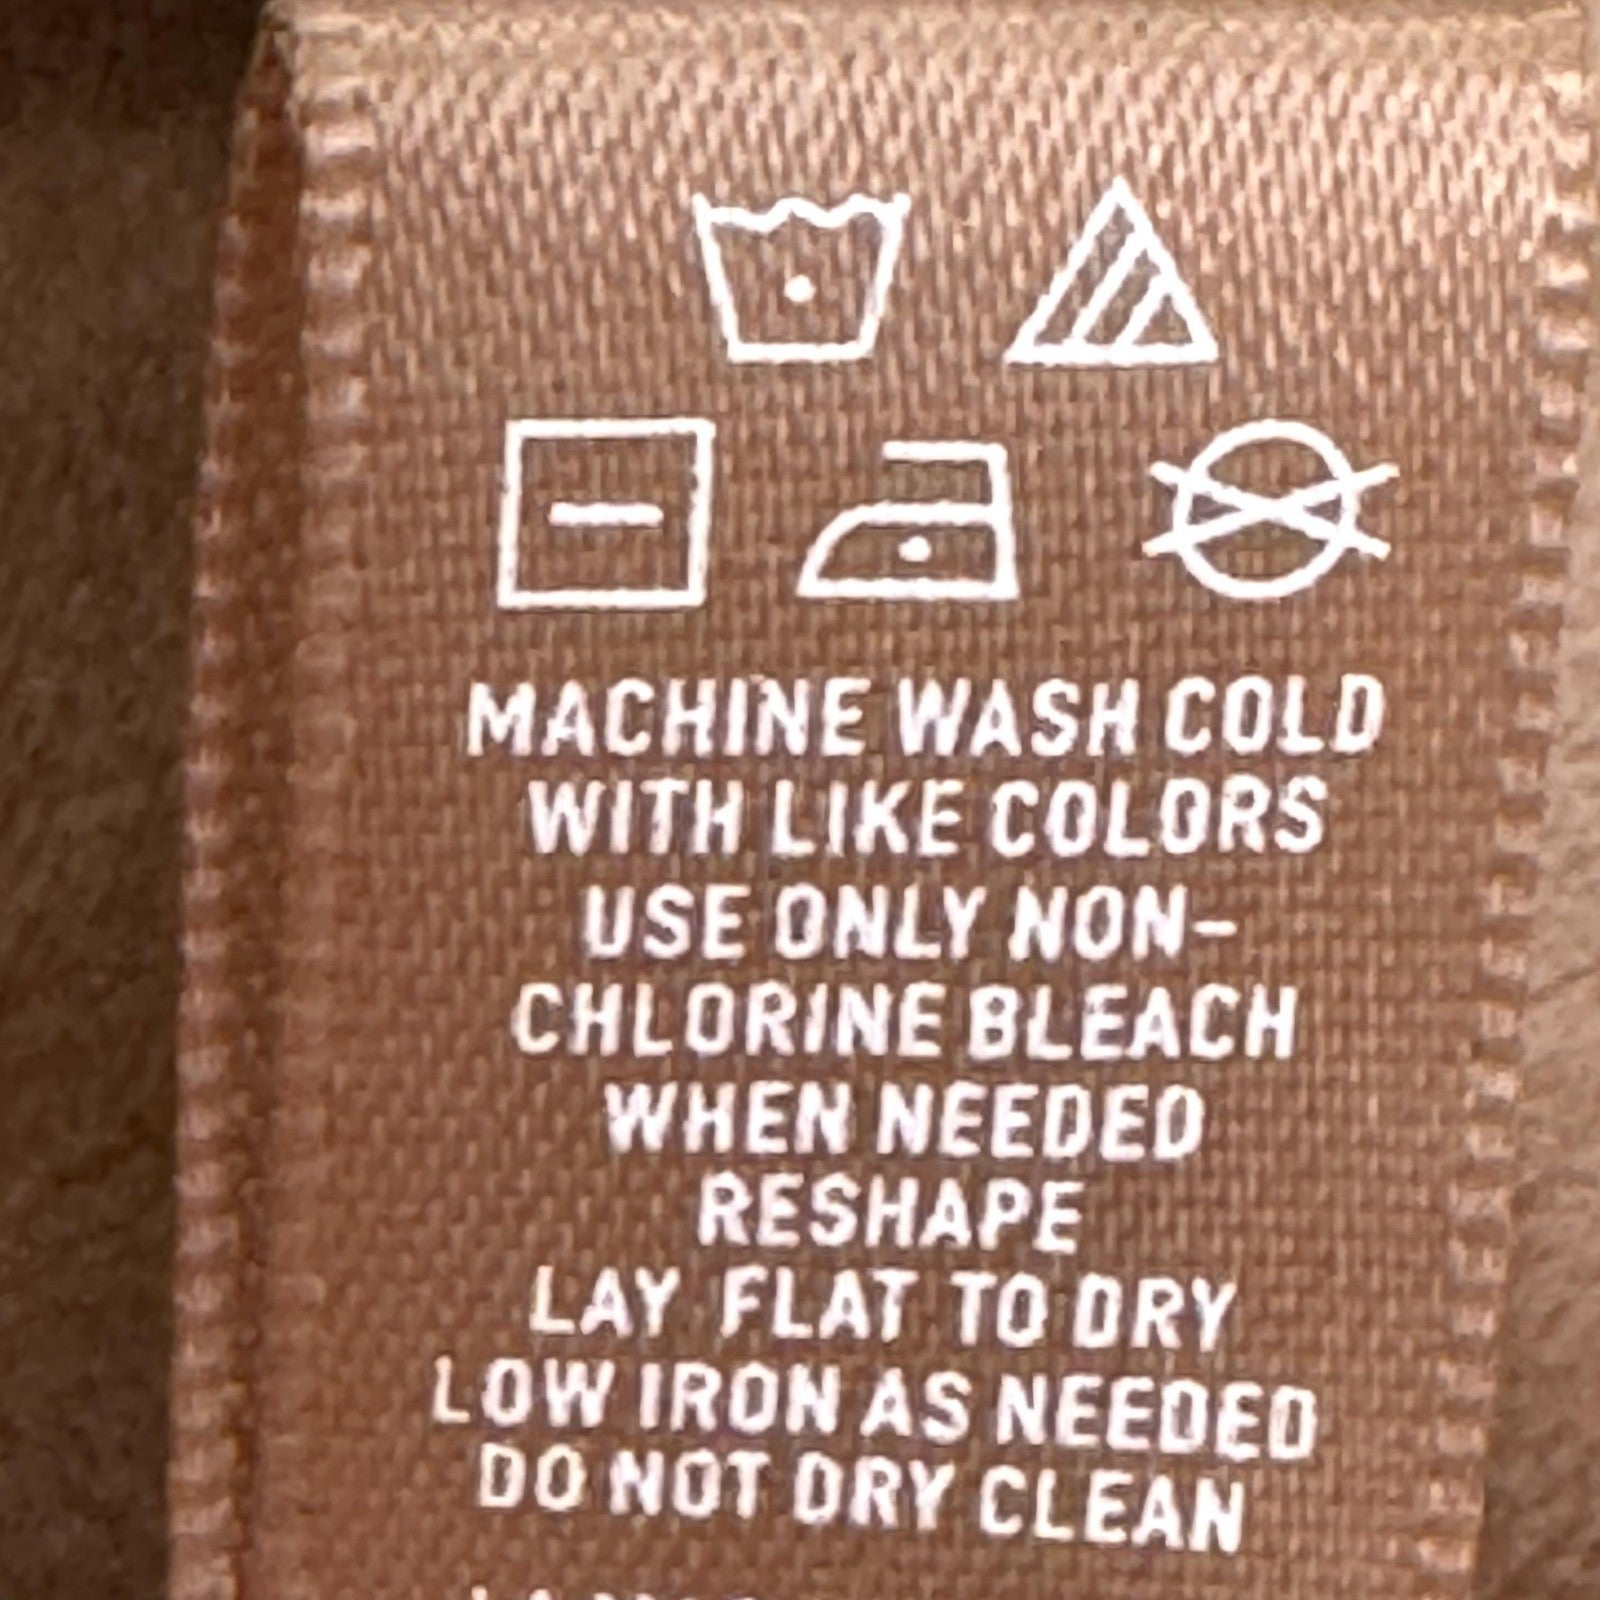 MACHINE WASH COLD
WITH LIKE COLORS
USE ONLY NON-
CHLORINE BLEACH
WHEN NEEDED
RESHAPE
LAY FLAT TO DRY
LOW IRON AS NEEDED
DO NOT DRY CLEAN